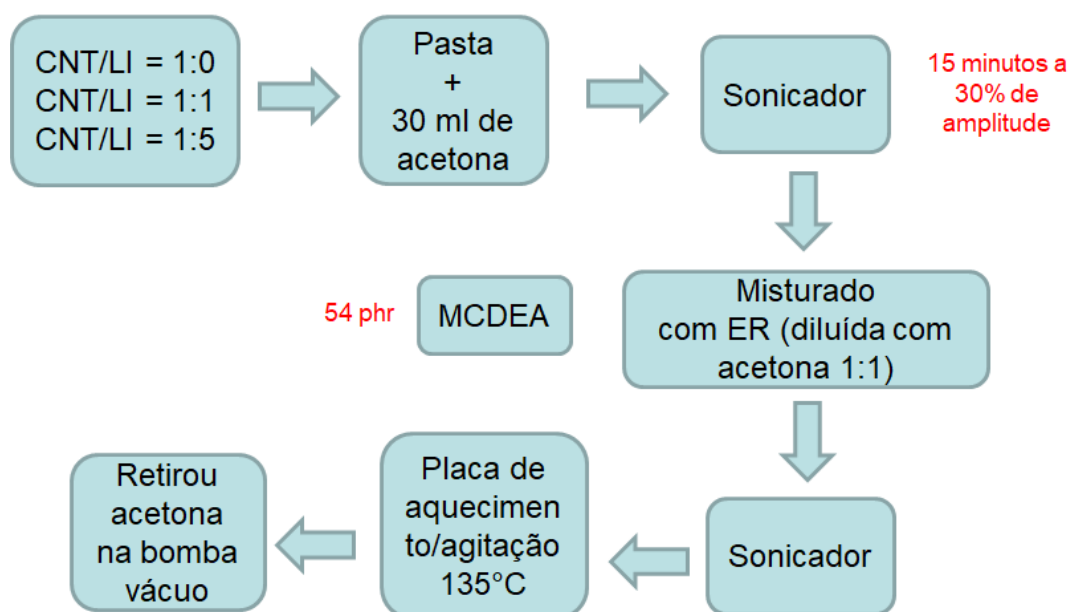 CNT/LI = 1:0
CNT/LI = 1:1
CNT/LI = 1:5
Pasta
+
30 ml de
acetona
Sonicador
15 minutos a
30% de
amplitude
54 phr
MCDEA
Misturado
com ER (diluída com
acetona 1:1)
Sonicador
Placa de
aquecimen
to/agitação
135°C
Retirou
acetona
na bomba
vácuo